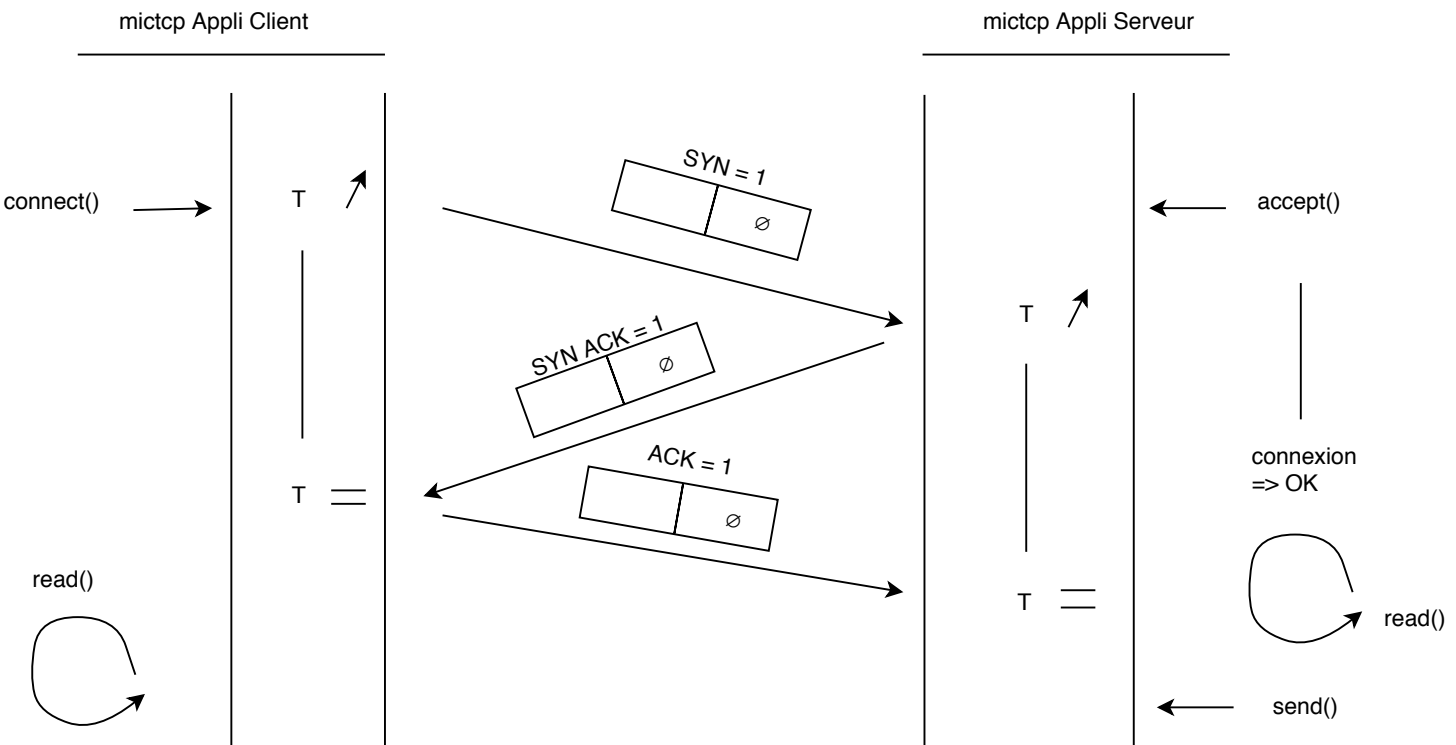 mictcp Appli Client
mictcp Appli Serveur
SYN = 1
connect()
T
∅
accept()
T
SYN ACK = 1
∅
ACK = 1
connexion
=> OK
T
∅
read()
T
read()
send()